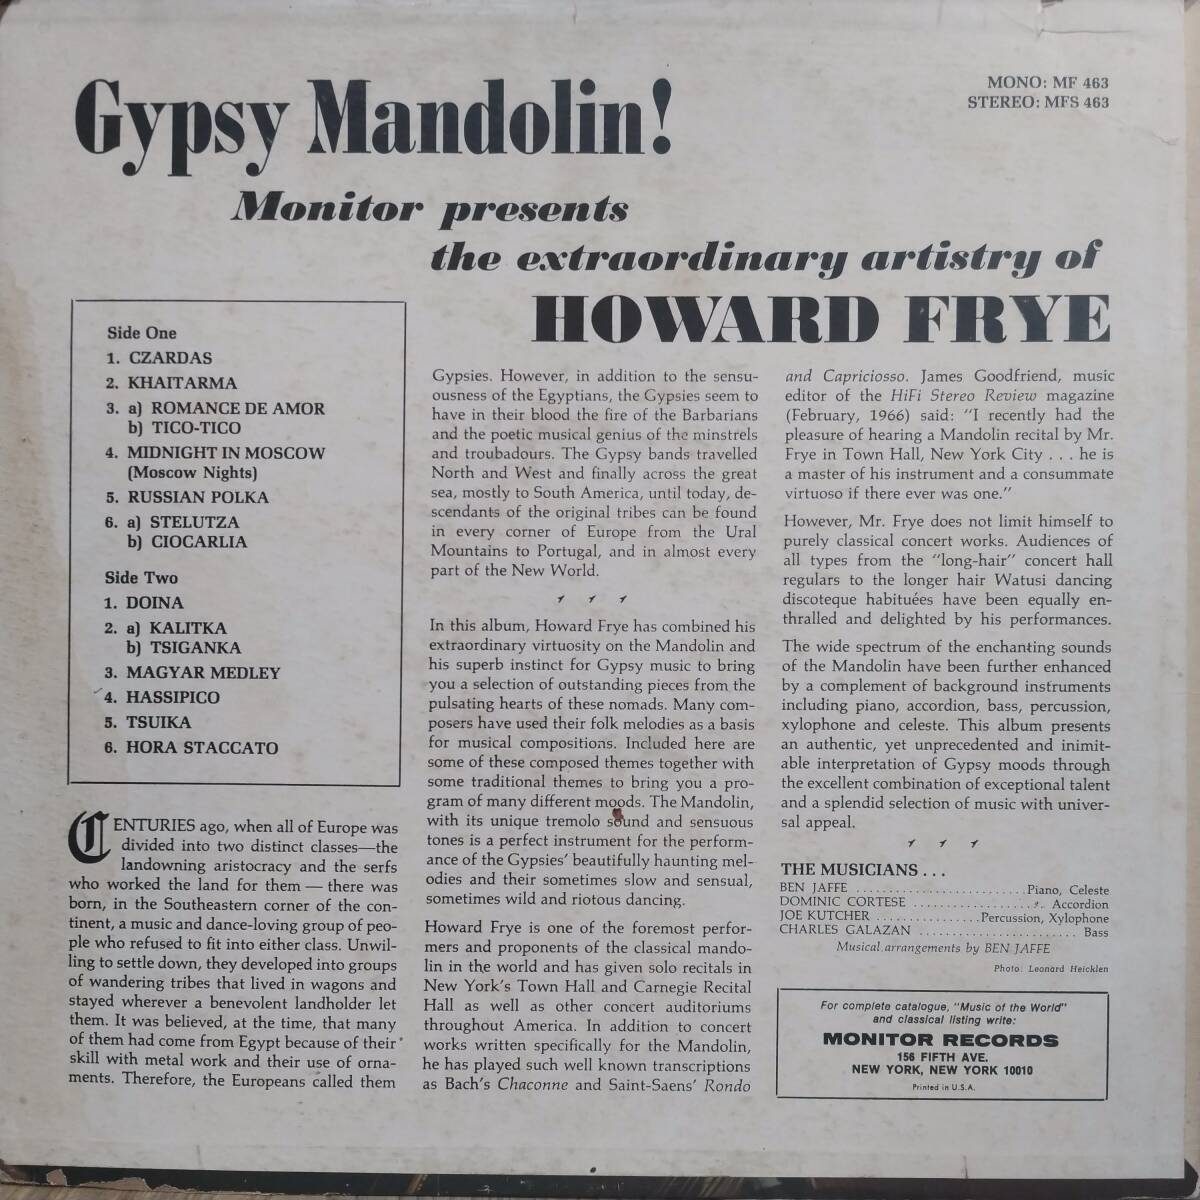 MONO: MF 463
STEREO: MFS 463
Gypsy Mandolin!
Monitor presents
the extraordinary artistry of
HOWARD FRYE
Side One
1. CZARDAS
2. KHAITARMA
3. a) ROMANCE DE AMOR
b) TICO-TICO
4. MIDNIGHT IN MOSCOW
(Moscow Nights)
5. RUSSIAN POLKA
6. a) STELUTZA
b) CIOCARLIA
Side Two
1. DOINA
2. a) KALITKA
b) TSIGANKA
3. MAGYAR MEDLEY
4. HASSIPICO
5. TSUIKA
6. HORA STACCATO
CENTURIES ago, when all of Europe was
divided into two distinct classes—the
landowning aristocracy and the serfs
who worked the land for them — there was
born, in the Southeastern corner of the con-
tinent, a music and dance-loving group of peo-
ple who refused to fit into either class. Unwil-
ling to settle down, they developed into groups
of wandering tribes that lived in wagons and
stayed wherever a benevolent landholder let
them. It was believed, at the time, that many
of them had come from Egypt because of their
skill with metal work and their use of orna-
ments. Therefore, the Europeans called them
Gypsies. However, in addition to the sensu-
ousness of the Egyptians, the Gypsies seem to
have in their blood the fire of the Barbarians
and the poetic musical genius of the minstrels
and troubadours. The Gypsy bands travelled
North and West and finally across the great
sea, mostly to South America, until today, de-
scendants of the original tribes can be found
in every corner of Europe from the Ural
Mountains to Portugal, and in almost every
part of the New World.
In this album, Howard Frye has combined his
extraordinary virtuosity on the Mandolin and
his superb instinct for Gypsy music to bring
you a selection of outstanding pieces from the
pulsating hearts of these nomads. Many com-
posers have used their folk melodies as a basis
for musical compositions. Included here are
some of these composed themes together with
some traditional themes to bring you a pro-
gram of many different moods. The Mandolin,
with its unique tremolo sound and sensuous
tones is a perfect instrument for the perform-
ance of the Gypsies' beautifully haunting mel-
odies and their sometimes slow and sensual,
sometimes wild and riotous dancing.
Howard Frye is one of the foremost perfor-
mers and proponents of the classical mando-
lin in the world and has given solo recitals in
New York's Town Hall and Carnegie Recital
Hall as well as other concert auditoriums
throughout America. In addition to concert
works written specifically for the Mandolin,
he has played such well known transcriptions
as Bach's Chaconne and Saint-Saens' Rondo
and Capriciosso. James Goodfriend, music
editor of the HiFi Stereo Review magazine
(February, 1966) said: "I recently had the
pleasure of hearing a Mandolin recital by Mr.
Frye in Town Hall, New York City . . . he is
a master of his instrument and a consummate
virtuoso if there ever was one."
However, Mr. Frye does not limit himself to
purely classical concert works. Audiences of
all types from the "long-hair" concert hall
regulars to the longer hair Watusi dancing
discoteque habituées have been equally en-
thralled and delighted by his performances.
The wide spectrum of the enchanting sounds
of the Mandolin have been further enhanced
by a complement of background instruments
including piano, accordion, bass, percussion,
xylophone and celeste. This album presents
an authentic, yet unprecedented and inimit-
able interpretation of Gypsy moods through
the excellent combination of exceptional talent
and a splendid selection of music with univer-
sal appeal.
THE MUSICIANS . . .
BEN JAFFE ........................ Piano, Celeste
DOMINIC CORTESE .................. Accordion
JOE KUTCHER ............... Percussion, Xylophone
CHARLES GALAZAN ....................... Bass
Musical arrangements by BEN JAFFE
Photo: Leonard Heicklen
For complete catalogue, "Music of the World"
and classical listing write:
MONITOR RECORDS
156 FIFTH AVE.
NEW YORK, NEW YORK 10010
Printed in U.S.A.